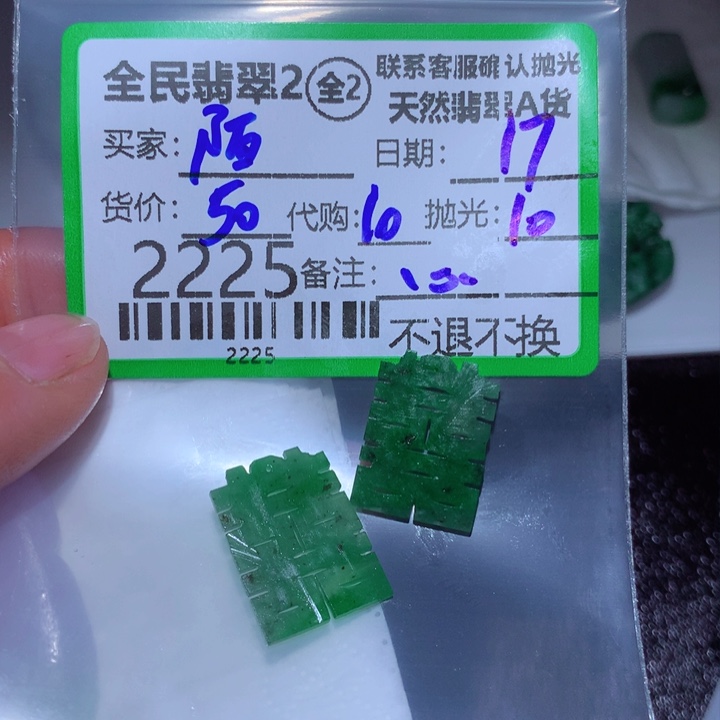 全民翡翠2 全2 联系客服确认抛光
天然翡翠A货
买家: 陌 日期: 17
货价: 50 代购: 10 抛光: 10
2225 备注:
2225 不退不换